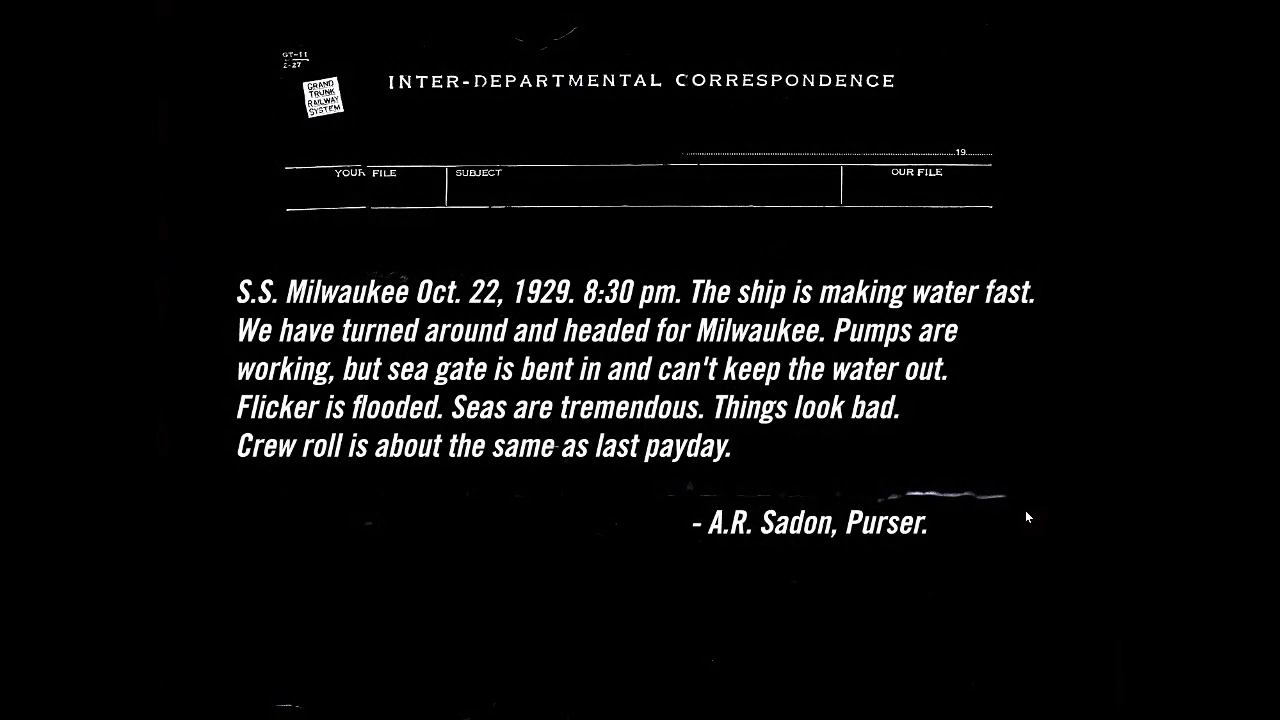 GT-11
2-27
GRAND
TRUNK
RAILWAY
SYSTEM
INTER-DEPARTMENTAL CORRESPONDENCE
19
YOUR FILE SUBJECT OUR FILE
S.S. Milwaukee Oct. 22, 1929. 8:30 pm. The ship is making water fast.
We have turned around and headed for Milwaukee. Pumps are
working, but sea gate is bent in and can't keep the water out.
Flicker is flooded. Seas are tremendous. Things look bad.
Crew roll is about the same as last payday.
- A.R. Sadon, Purser.